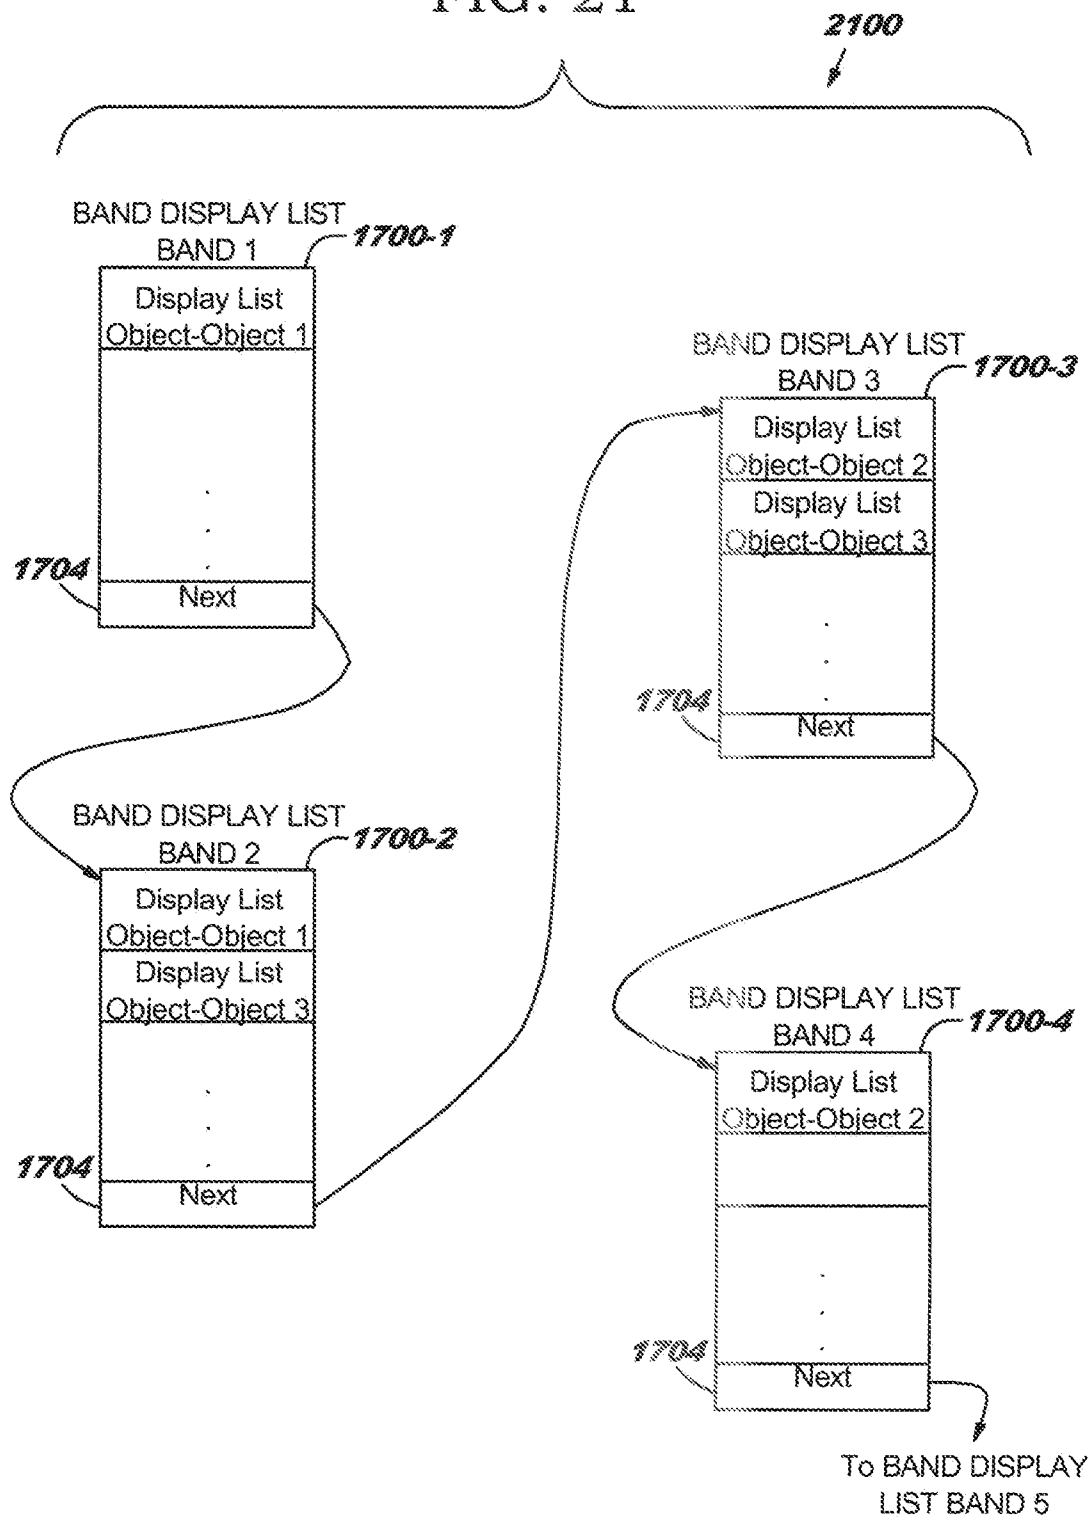 FIG. 21
2100
BAND DISPLAY LIST
BAND 1
1700-1
Display List
Object-Object 1
.
.
.
1704
Next
BAND DISPLAY LIST
BAND 2
1700-2
Display List
Object-Object 1
Display List
Object-Object 3
.
.
.
1704
Next
BAND DISPLAY LIST
BAND 3
1700-3
Display List
Object-Object 2
Display List
Object-Object 3
.
.
.
1704
Next
BAND DISPLAY LIST
BAND 4
1700-4
Display List
Object-Object 2
.
.
.
1704
Next
To BAND DISPLAY
LIST BAND 5